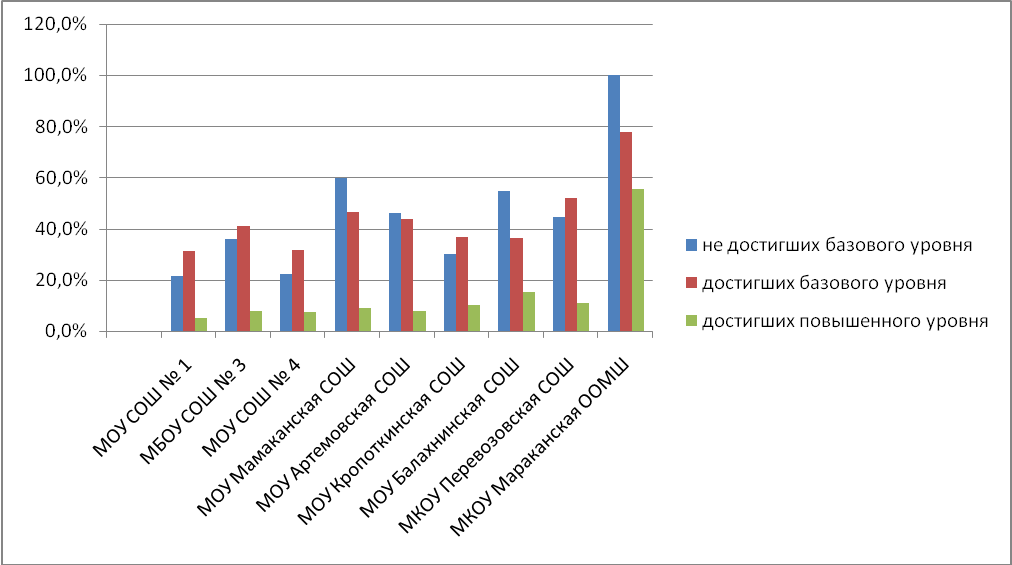 120,0%
100,0%
80,0%
60,0%
40,0%
20,0%
0,0%
МОУ СОШ № 1
МБОУ СОШ № 3
МОУ СОШ № 4
МОУ Мамаканская СОШ
МОУ Артемовская СОШ
МОУ Кропоткинская СОШ
МОУ Балахнинская СОШ
МКОУ Перевозовская СОШ
МКОУ Мараканская ООМШ
не достигших базового уровня
достигших базового уровня
достигших повышенного уровня